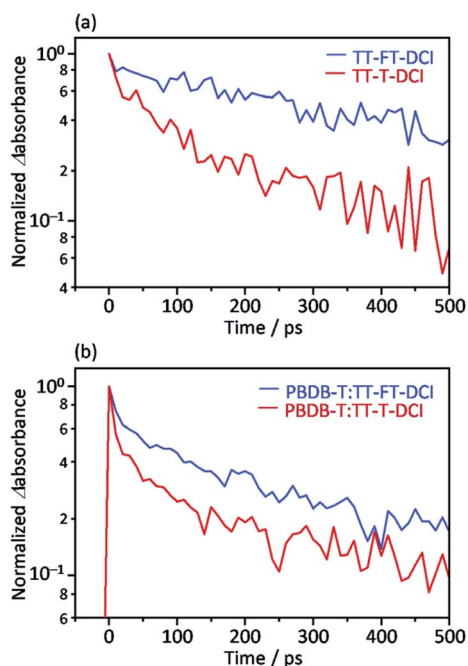 (a)
10⁰
8
6
4
2
10⁻¹
8
6
4
Normalized Δabsorbance
TT-FT-DCI
TT-T-DCI
0
100
200
300
400
500
Time / ps
(b)
10⁰
8
6
4
2
10⁻¹
8
6
Normalized Δabsorbance
PBDB-T:TT-FT-DCI
PBDB-T:TT-T-DCI
0
100
200
300
400
500
Time / ps